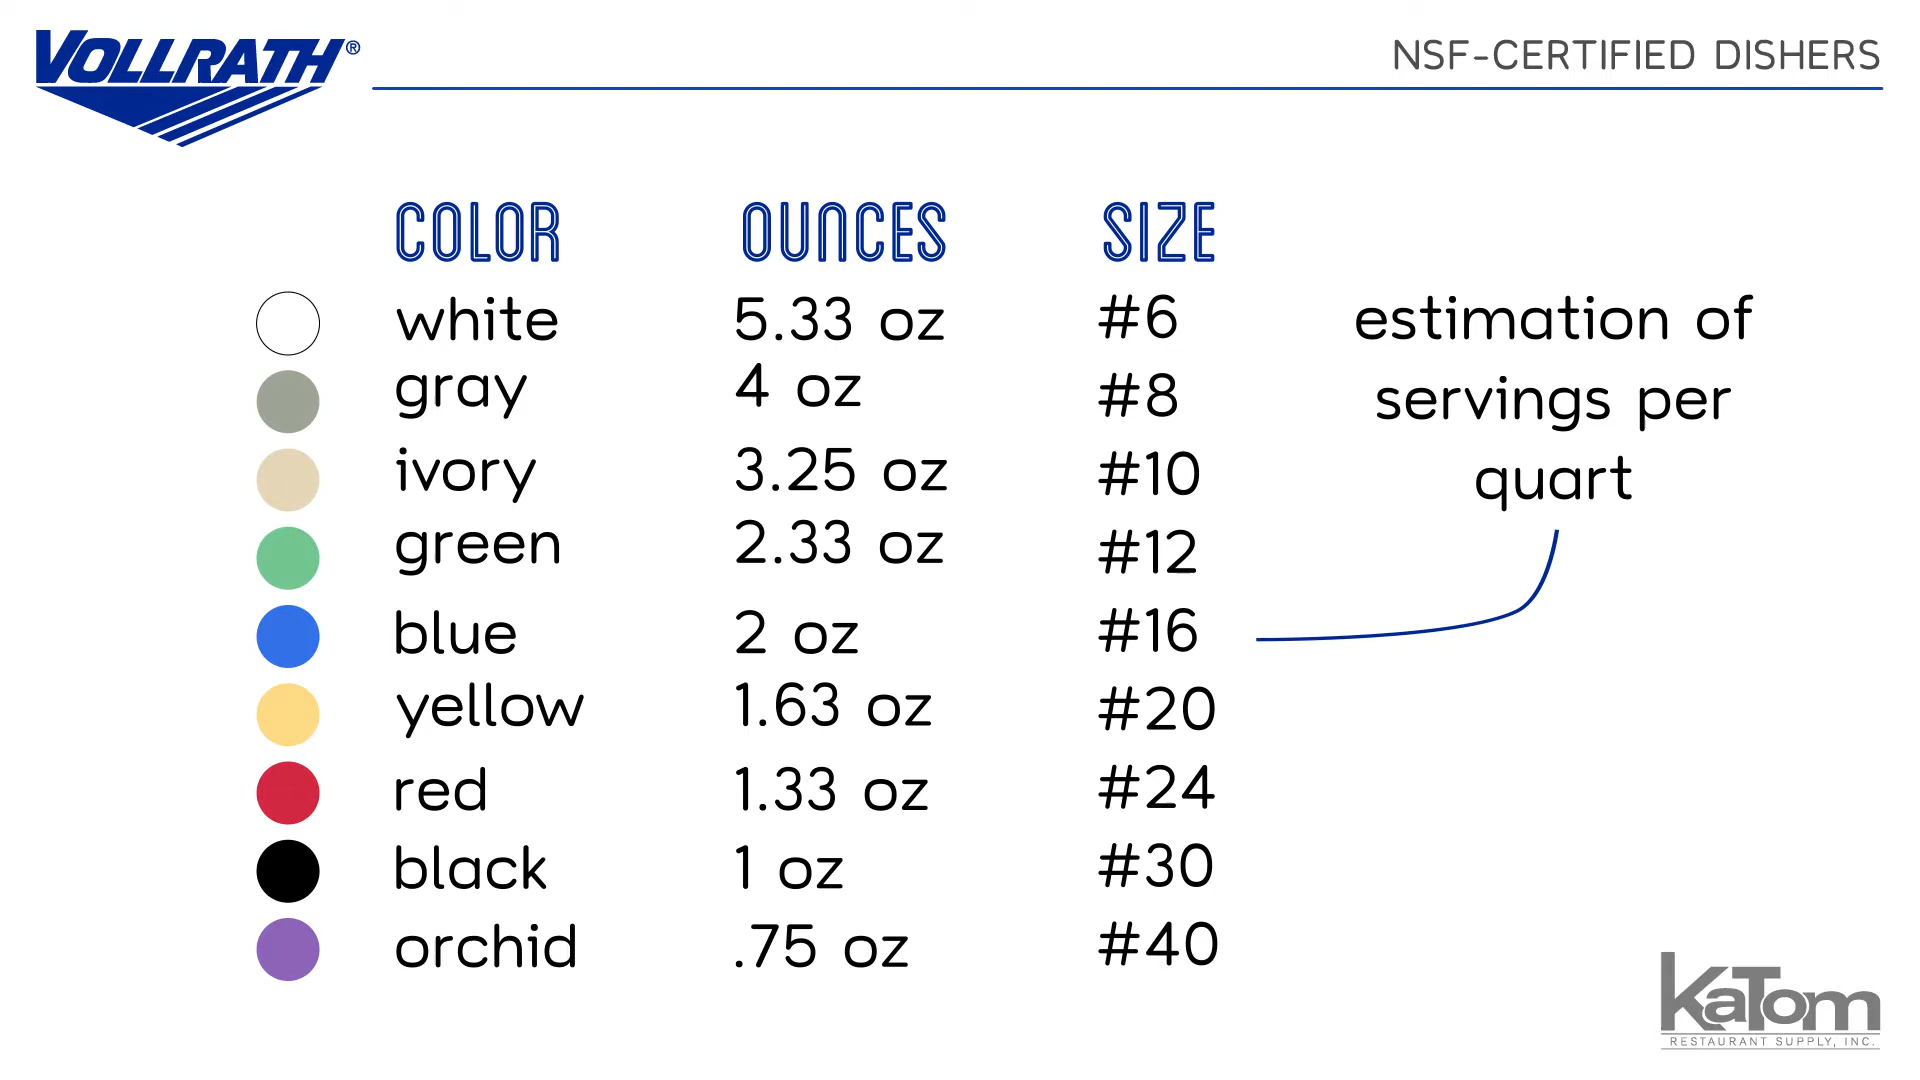 VOLLRATH®
NSF-CERTIFIED DISHERS
COLOR OUNCES SIZE
white 5.33 oz #6
gray 4 oz #8
ivory 3.25 oz #10
green 2.33 oz #12
blue 2 oz #16
yellow 1.63 oz #20
red 1.33 oz #24
black 1 oz #30
orchid .75 oz #40
estimation of
servings per
quart
KaTom
RESTAURANT SUPPLY, INC.